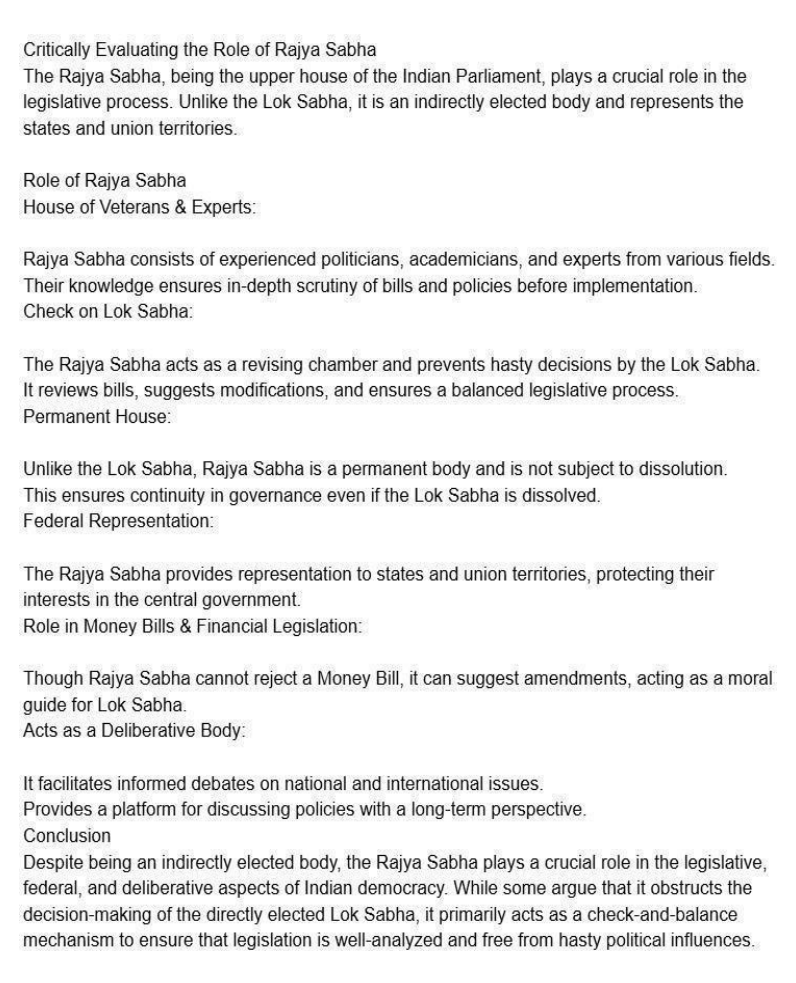 Critically Evaluating the Role of Rajya Sabha
The Rajya Sabha, being the upper house of the Indian Parliament, plays a crucial role in the
legislative process. Unlike the Lok Sabha, it is an indirectly elected body and represents the
states and union territories.
Role of Rajya Sabha
House of Veterans & Experts:
Rajya Sabha consists of experienced politicians, academicians, and experts from various fields.
Their knowledge ensures in-depth scrutiny of bills and policies before implementation.
Check on Lok Sabha:
The Rajya Sabha acts as a revising chamber and prevents hasty decisions by the Lok Sabha.
It reviews bills, suggests modifications, and ensures a balanced legislative process.
Permanent House:
Unlike the Lok Sabha, Rajya Sabha is a permanent body and is not subject to dissolution.
This ensures continuity in governance even if the Lok Sabha is dissolved.
Federal Representation:
The Rajya Sabha provides representation to states and union territories, protecting their
interests in the central government.
Role in Money Bills & Financial Legislation:
Though Rajya Sabha cannot reject a Money Bill, it can suggest amendments, acting as a moral
guide for Lok Sabha.
Acts as a Deliberative Body:
It facilitates informed debates on national and international issues.
Provides a platform for discussing policies with a long-term perspective.
Conclusion
Despite being an indirectly elected body, the Rajya Sabha plays a crucial role in the legislative,
federal, and deliberative aspects of Indian democracy. While some argue that it obstructs the
decision-making of the directly elected Lok Sabha, it primarily acts as a check-and-balance
mechanism to ensure that legislation is well-analyzed and free from hasty political influences.